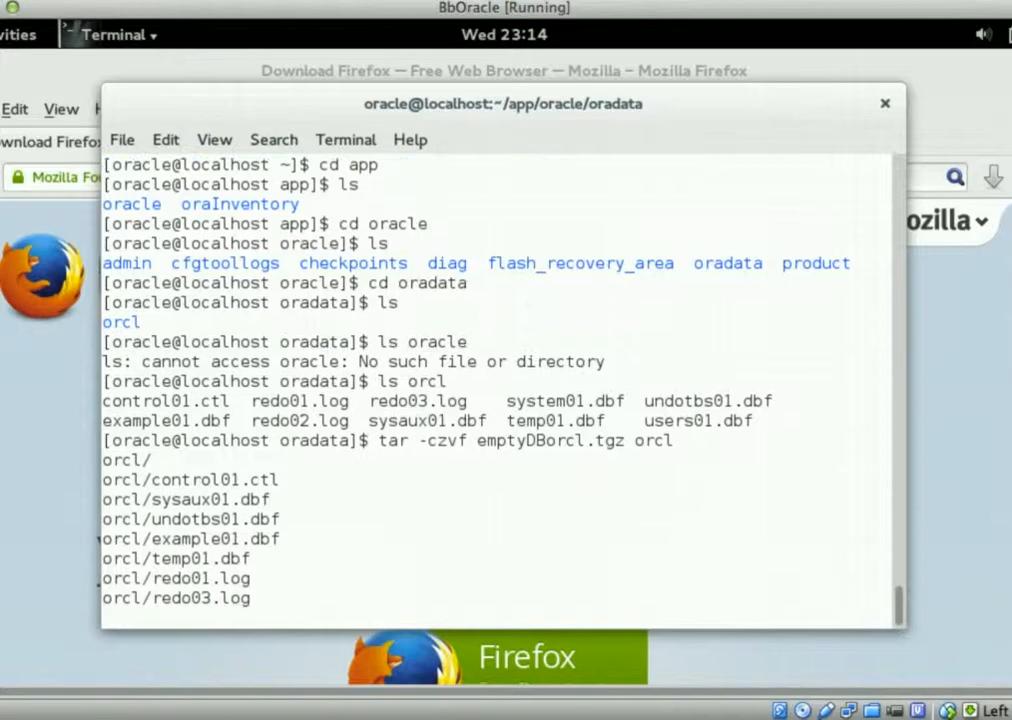 BbOracle [Running]
vities Terminal Wed 23:14
Download Firefox — Free Web Browser — Mozilla – Mozilla Firefox
Edit View H
wnload Firefox
Mozilla Fo
ozilla
oracle@localhost:~/app/oracle/oradata
File Edit View Search Terminal Help
[oracle@localhost ~]$ cd app
[oracle@localhost app]$ ls
oracle oraInventory
[oracle@localhost app]$ cd oracle
[oracle@localhost oracle]$ ls
admin cfgtoollogs checkpoints diag flash_recovery_area oradata product
[oracle@localhost oracle]$ cd oradata
[oracle@localhost oradata]$ ls
orcl
[oracle@localhost oradata]$ ls oracle
ls: cannot access oracle: No such file or directory
[oracle@localhost oradata]$ ls orcl
control01.ctl redo01.log redo03.log system01.dbf undotbs01.dbf
example01.dbf redo02.log sysaux01.dbf temp01.dbf users01.dbf
[oracle@localhost oradata]$ tar -czvf emptyDBorcl.tgz orcl
orcl/
orcl/control01.ctl
orcl/sysaux01.dbf
orcl/undotbs01.dbf
orcl/example01.dbf
orcl/temp01.dbf
orcl/redo01.log
orcl/redo03.log
Firefox
Left